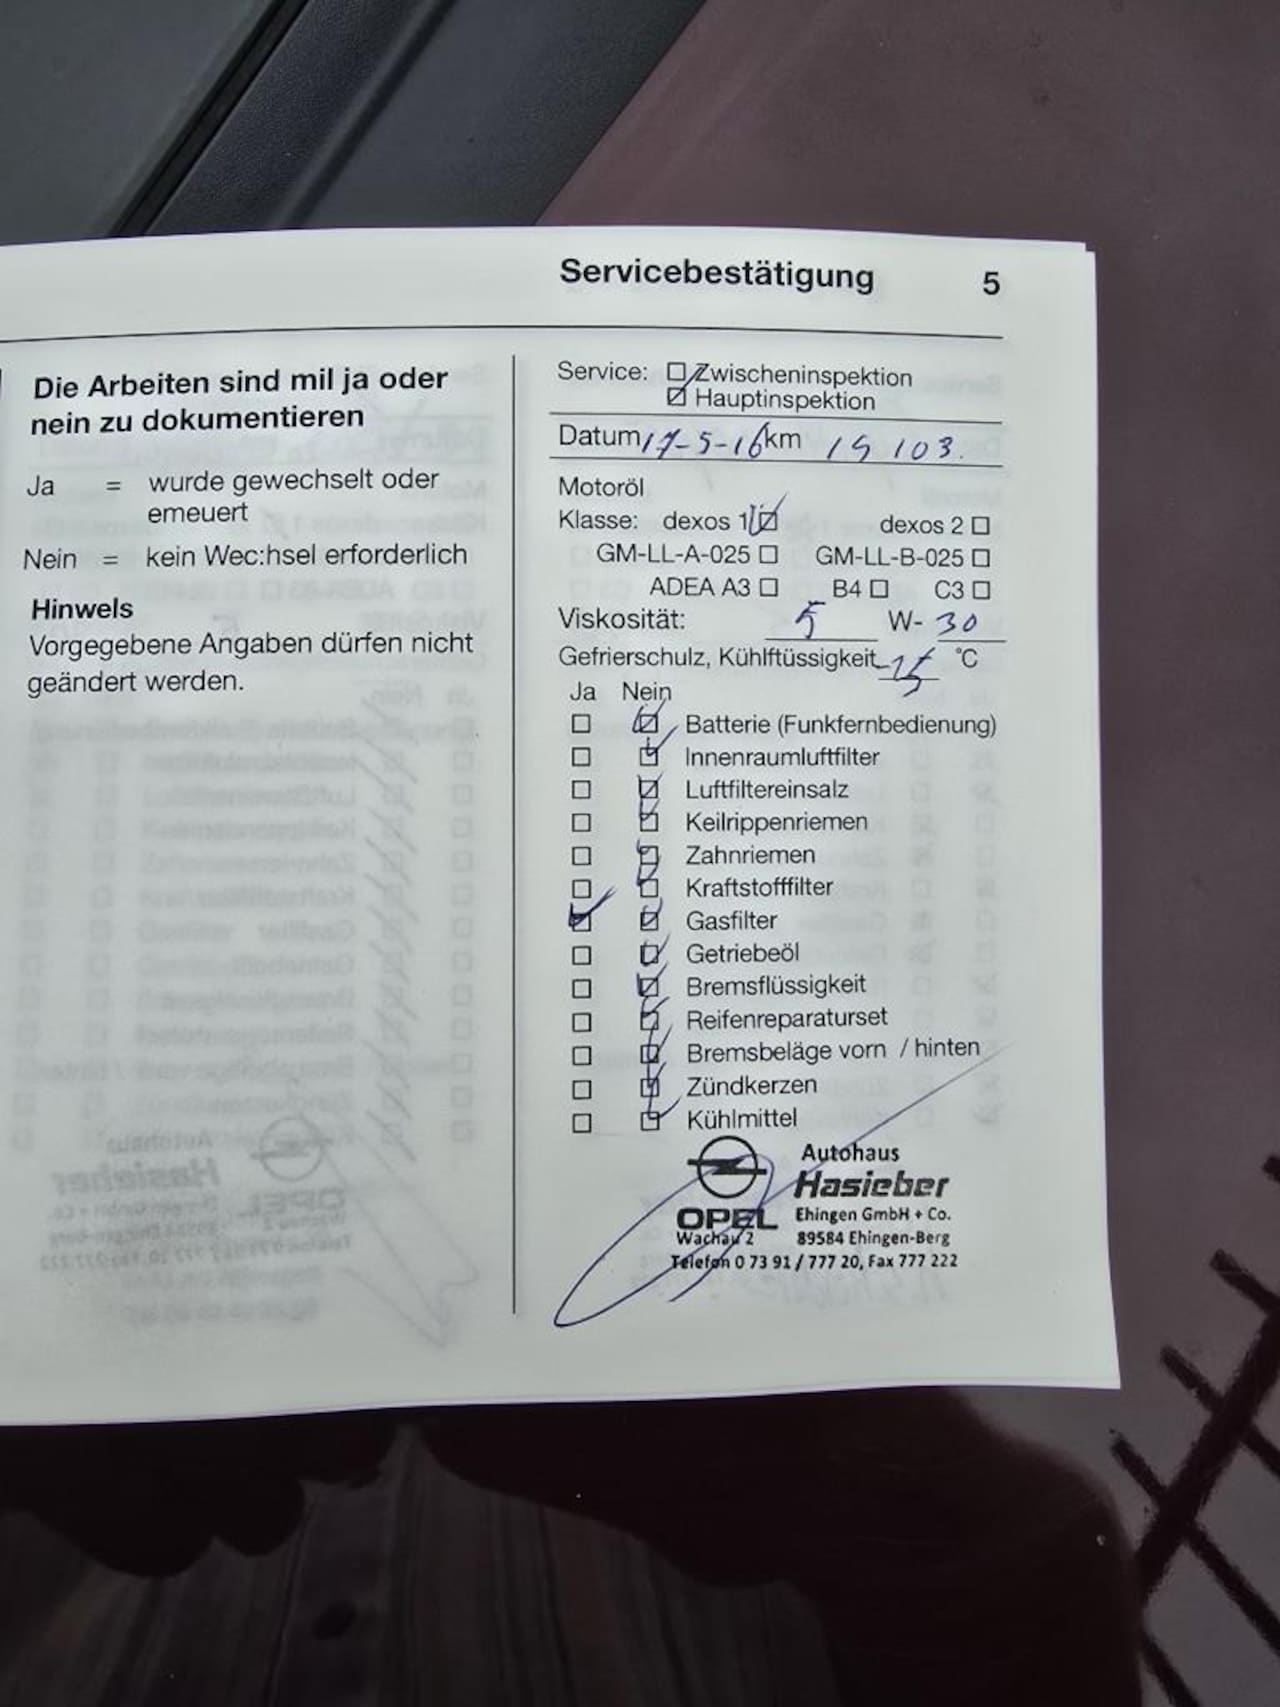 Servicebestätigung 5
Die Arbeiten sind mil ja oder
nein zu dokumentieren
Ja = wurde gewechselt oder
erneuert
Nein = kein Wec:hsel erforderlich
Hinwels
Vorgegebene Angaben dürfen nicht
geändert werden.
Service: ☐ Zwischeninspektion
☑ Hauptinspektion
Datum 17-5-16 km 19 103.
Motoröl
Klasse: dexos 1 ☑ dexos 2 ☐
GM-LL-A-025 ☐ GM-LL-B-025 ☐
ADEA A3 ☐ B4 ☐ C3 ☐
Viskosität: 5 W- 30
Gefrierschulz, Kühlftüssigkeit °C
Ja Nein
☐ ☑ Batterie (Funkfernbedienung)
☐ ☑ Innenraumluftfilter
☐ ☑ Luftfiltereinsalz
☐ ☑ Keilrippenriemen
☐ ☑ Zahnriemen
☐ ☑ Kraftstofffilter
☑ ☑ Gasfilter
☐ ☑ Getriebeöl
☐ ☑ Bremsflüssigkeit
☐ ☑ Reifenreparaturset
☐ ☑ Bremsbeläge vorn / hinten
☐ ☑ Zündkerzen
☐ ☑ Kühlmittel
Autohaus
Hasieber
OPEL Ehingen GmbH + Co.
Wachau 2 89584 Ehingen-Berg
Telefon 0 73 91 / 777 20, Fax 777 222